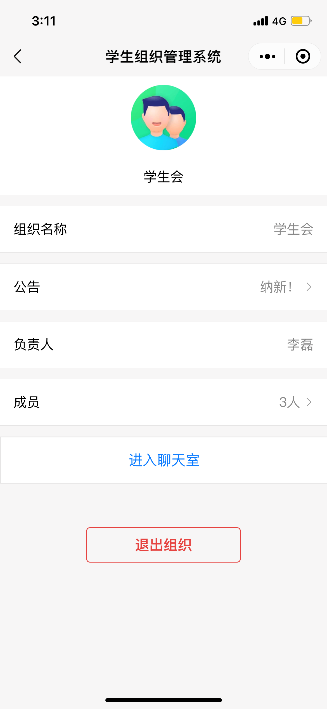 3:11
4G
学生组织管理系统
学生会
组织名称 学生会
公告 纳新！
负责人 李磊
成员 3人
进入聊天室
退出组织